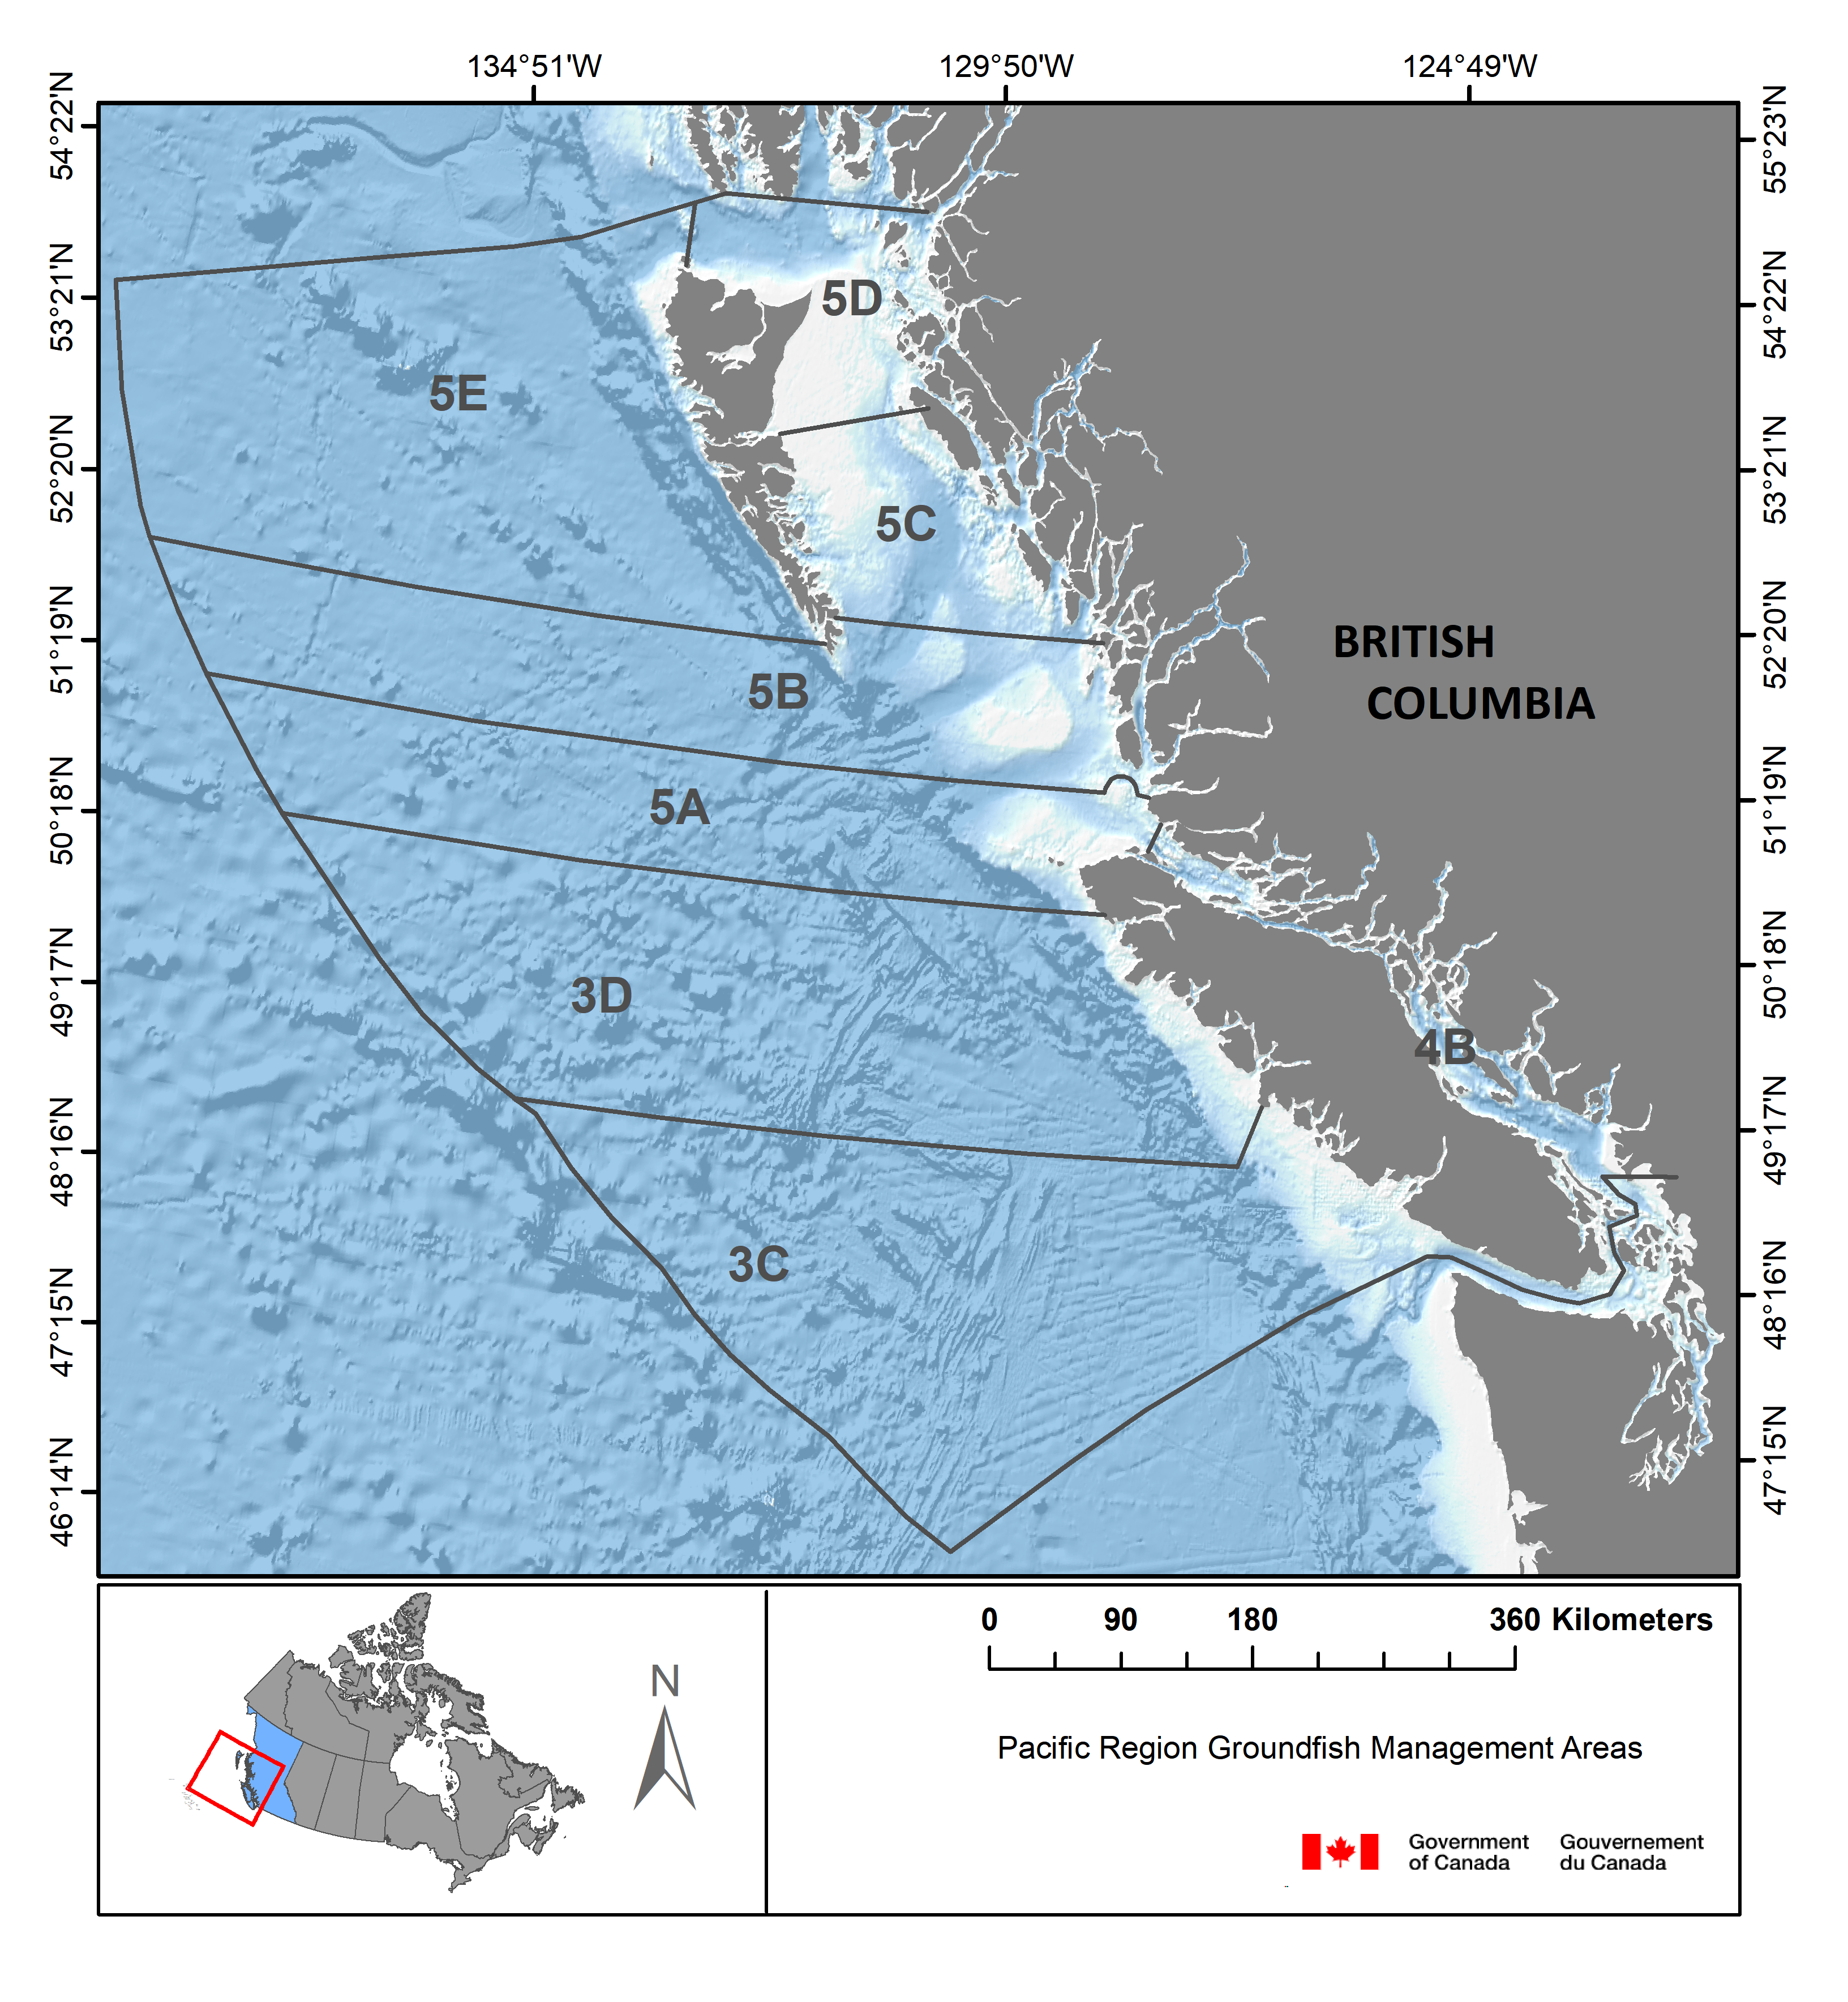 134°51'W 129°50'W 124°49'W
54°22'N
53°21'N
52°20'N
51°19'N
50°18'N
49°17'N
48°16'N
47°15'N
46°14'N
55°23'N
54°22'N
53°21'N
52°20'N
51°19'N
50°18'N
49°17'N
48°16'N
47°15'N
5D
5E
5C
BRITISH
COLUMBIA
5B
5A
3D
4B
3C
0 90 180 360 Kilometers
N
Pacific Region Groundfish Management Areas
Government
of Canada
Gouvernement
du Canada